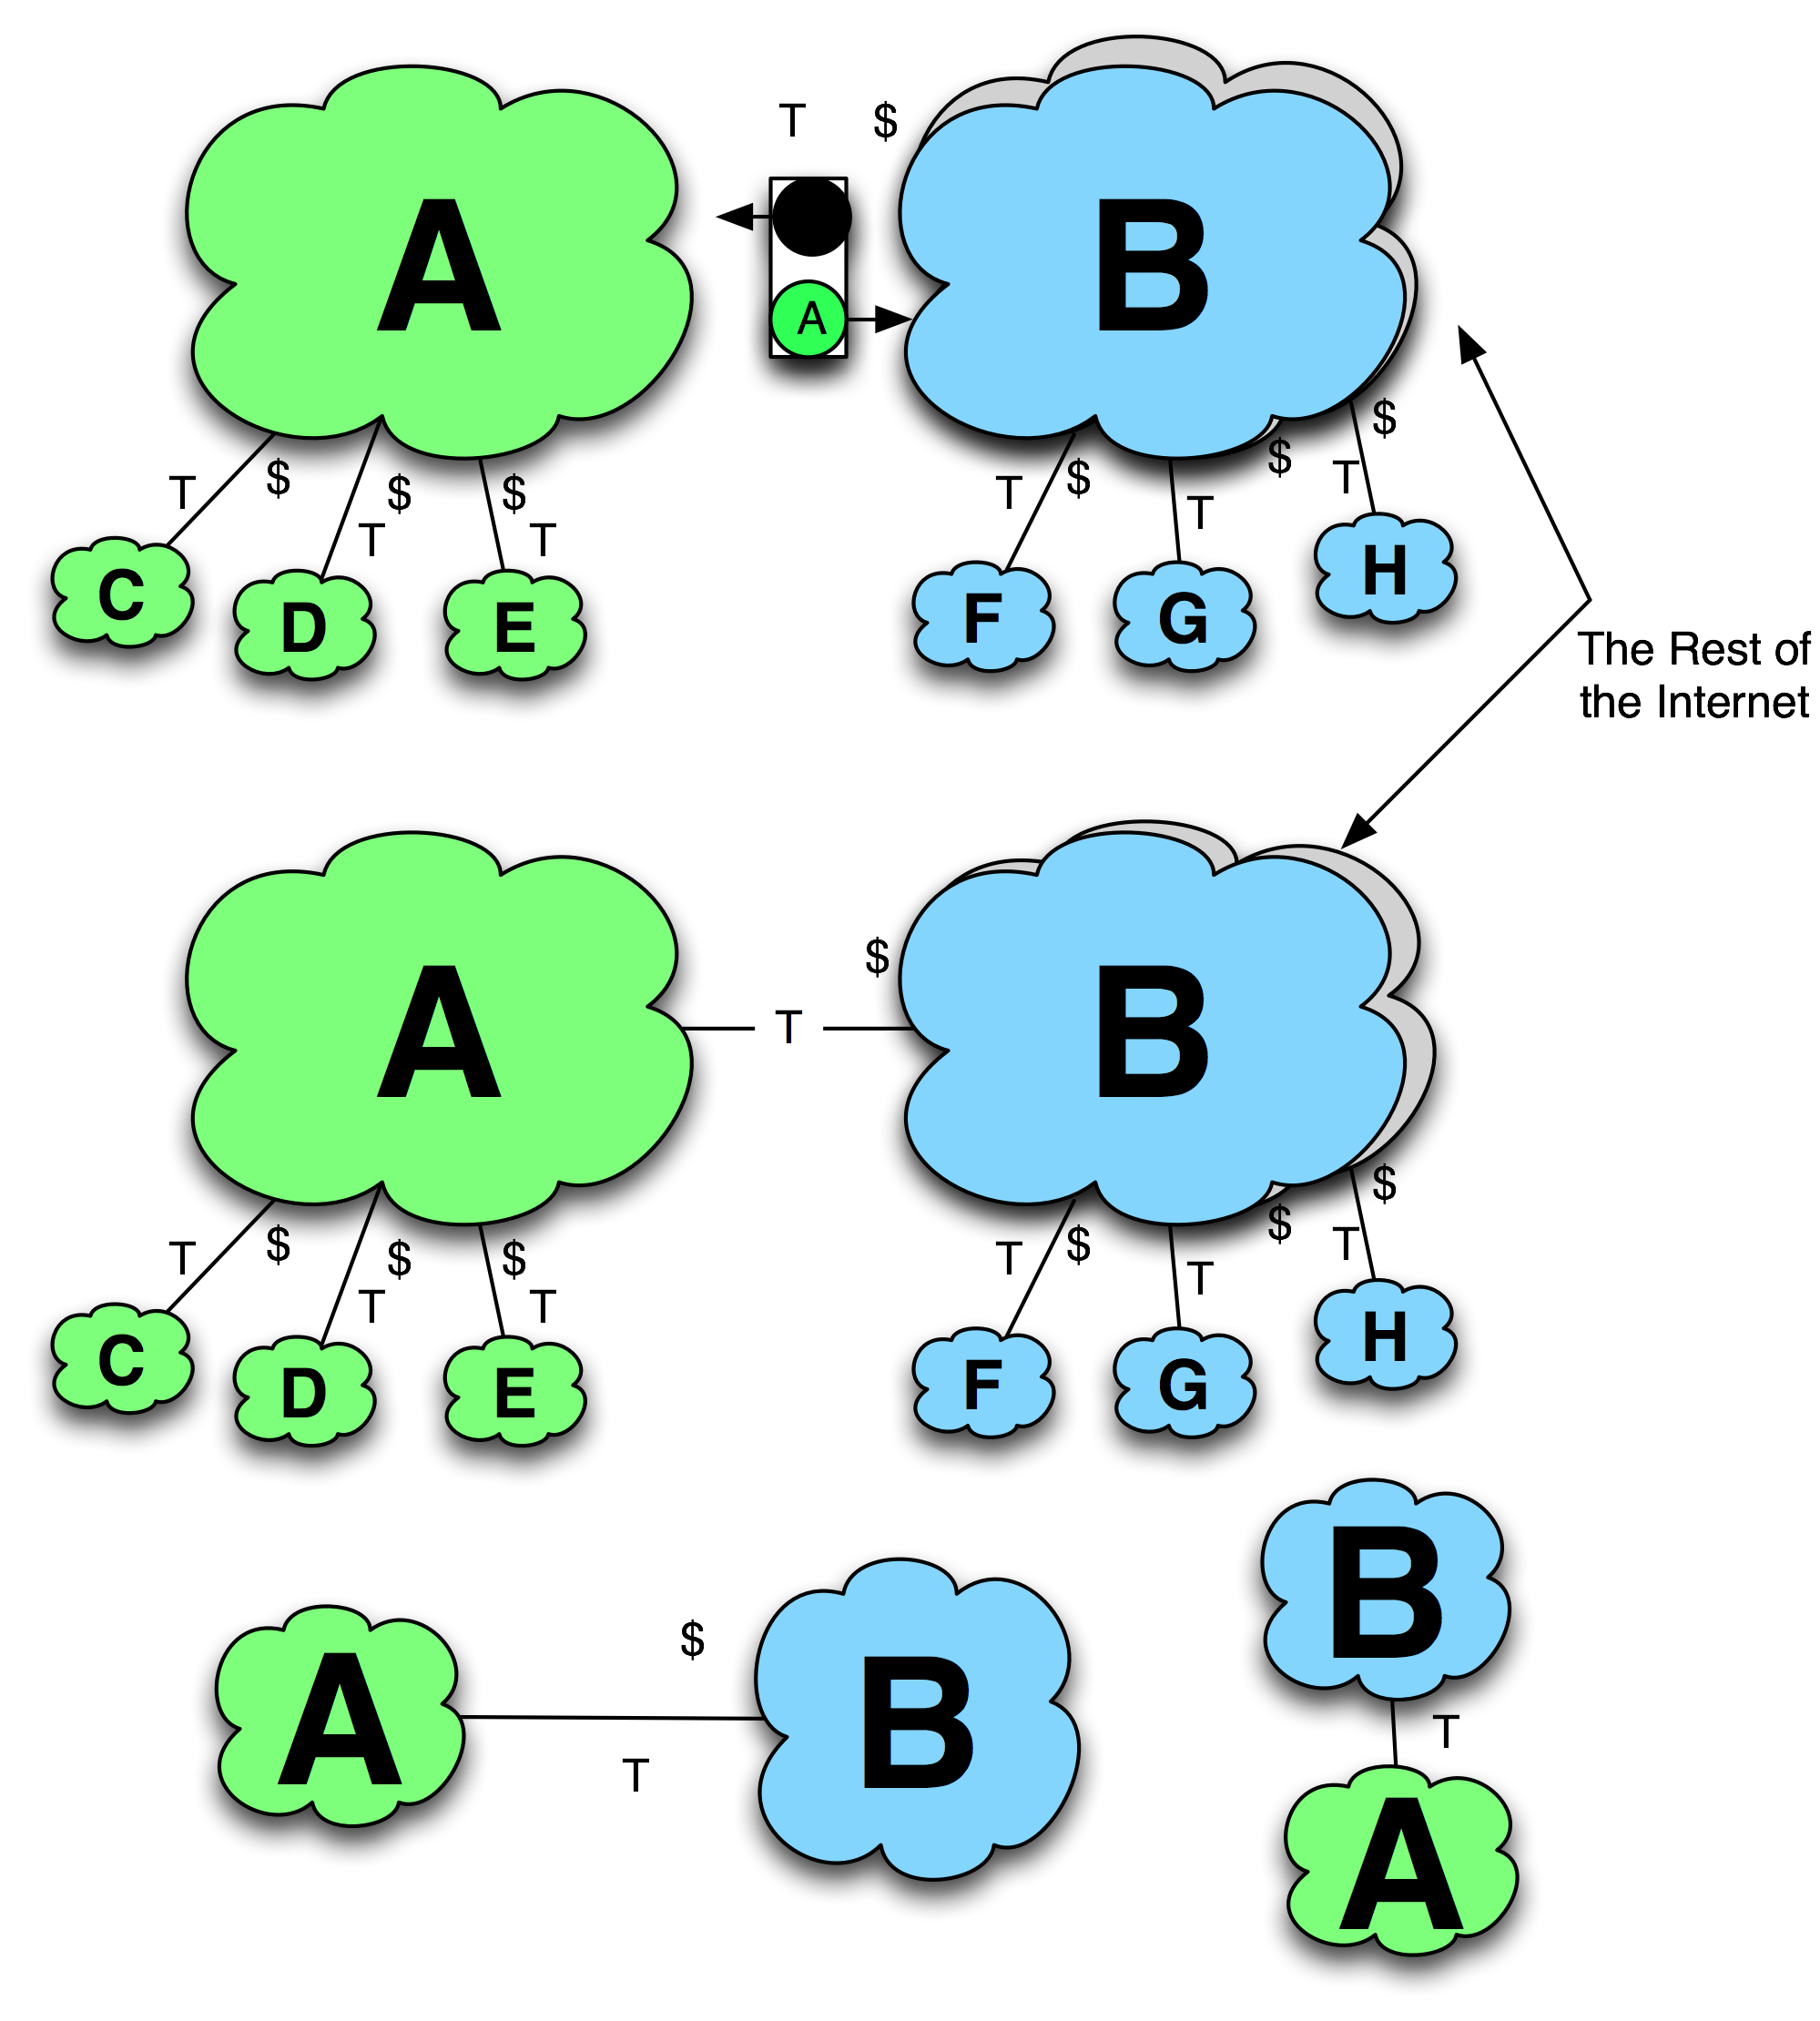 T $
A B
A
$
$ $ T
T $ $ T $ T $
T T T
C D E F G H
The Rest of
the Internet
$
A T B
$
$ $ T
T $ $ T $ T $
T T T
C D E F G H
B
$
A B T
T
A